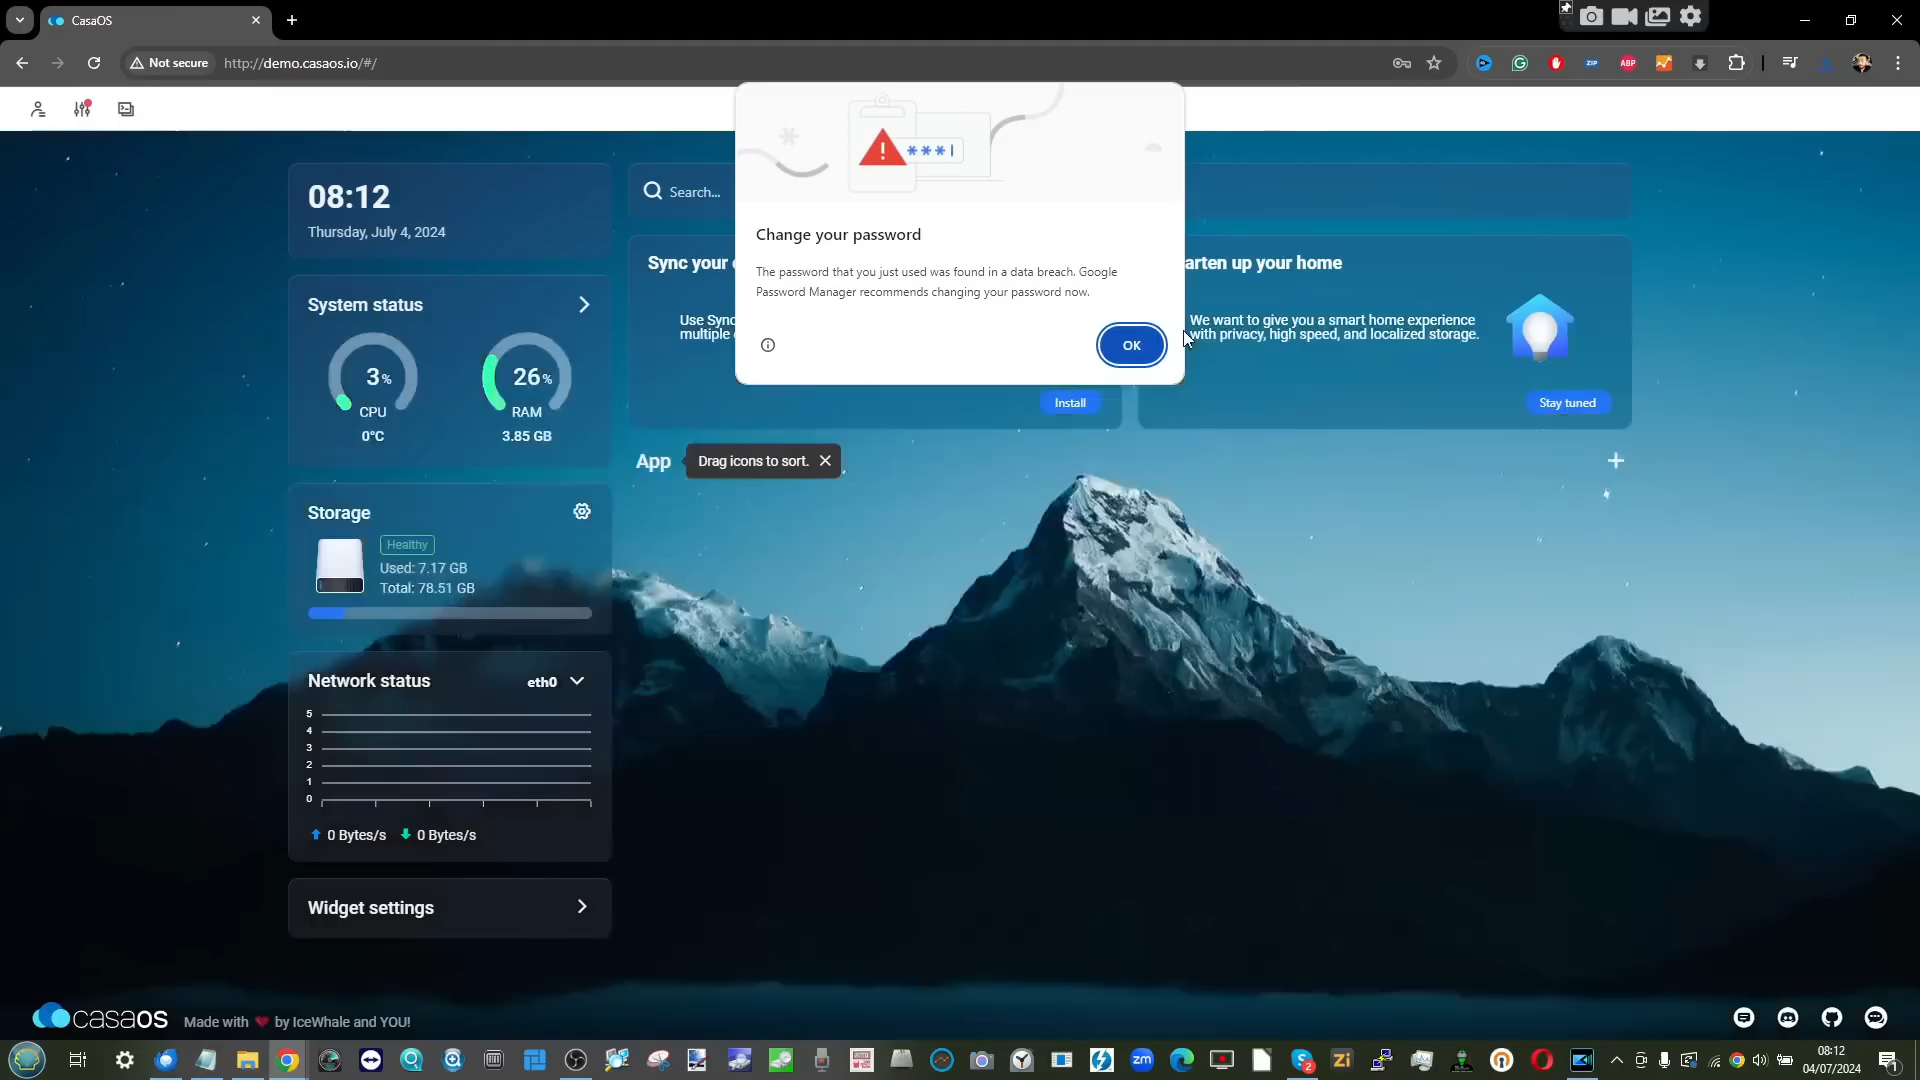 CasaOS
Not secure
http://demo.casaos.io/#/
ZIP
ABP
08:12
Thursday, July 4, 2024
Search...
***
Change your password
The password that you just used was found in a data breach. Google
Password Manager recommends changing your password now.
OK
System status
3%
CPU
0°C
26%
RAM
3.85 GB
Sync your
Use Sync
multiple
Install
arten up your home
We want to give you a smart home experience
with privacy, high speed, and localized storage.
Stay tuned
App
Drag icons to sort.
Storage
Healthy
Used: 7.17 GB
Total: 78.51 GB
Network status
eth0
5
4
3
2
1
0
0 Bytes/s
0 Bytes/s
Widget settings
casaos
Made with ❤ by IceWhale and YOU!
zm
2
Zi
08:12
04/07/2024
1